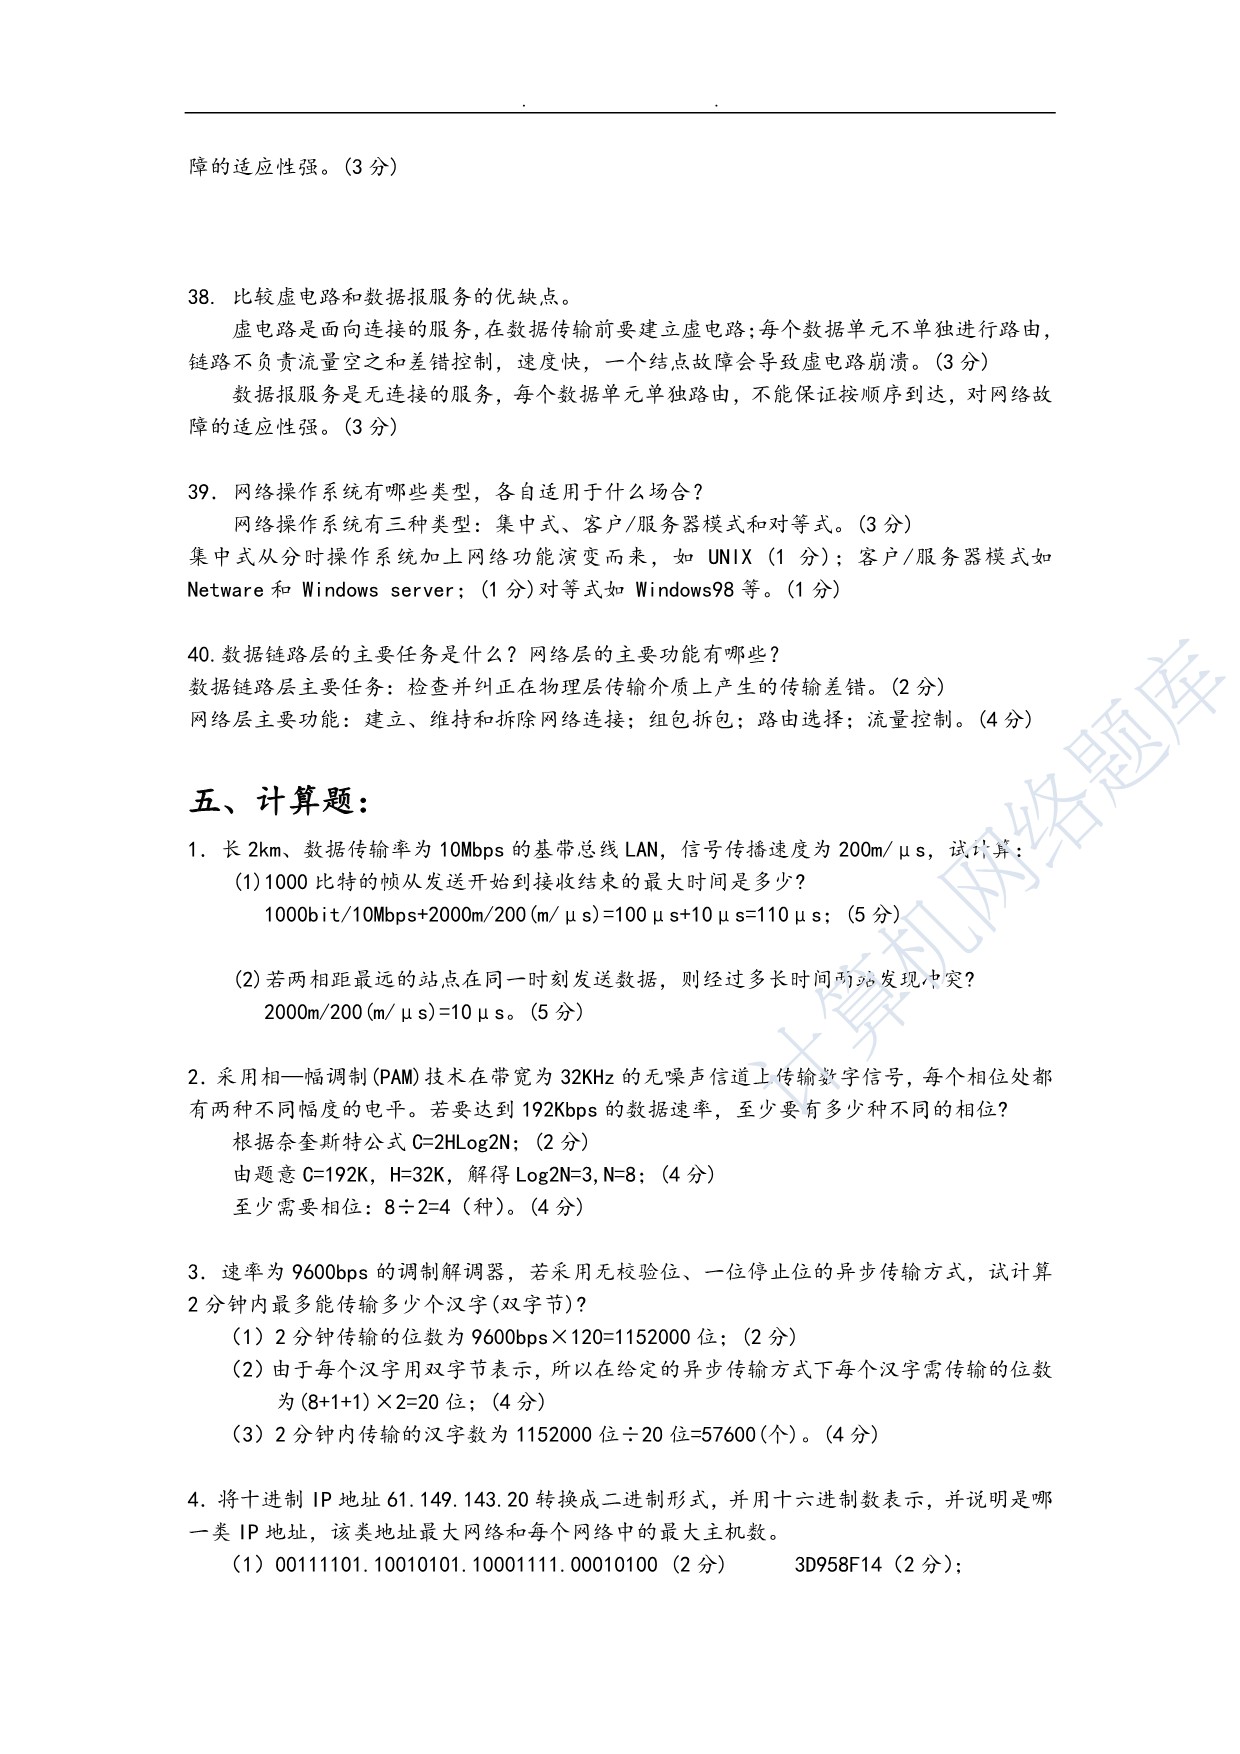 障的适应性强。(3 分)
38. 比较虚电路和数据报服务的优缺点。
虚电路是面向连接的服务,在数据传输前要建立虚电路;每个数据单元不单独进行路由,
链路不负责流量空之和差错控制, 速度快, 一个结点故障会导致虚电路崩溃。(3 分)
数据报服务是无连接的服务, 每个数据单元单独路由, 不能保证按顺序到达, 对网络故
障的适应性强。(3 分)
39. 网络操作系统有哪些类型, 各自适用于什么场合?
网络操作系统有三种类型: 集中式、客户/服务器模式和对等式。(3 分)
集中式从分时操作系统加上网络功能演变而来, 如 UNIX (1 分); 客户/服务器模式如
Netware 和 Windows server; (1 分)对等式如 Windows98 等。(1 分)
40. 数据链路层的主要任务是什么? 网络层的主要功能有哪些?
数据链路层主要任务: 检查并纠正在物理层传输介质上产生的传输差错。(2 分)
网络层主要功能: 建立、维持和拆除网络连接; 组包拆包; 路由选择; 流量控制。(4 分)
五、计算题:
1. 长 2km、数据传输率为 10Mbps 的基带总线 LAN, 信号传播速度为 200m/μs, 试计算:
(1)1000 比特的帧从发送开始到接收结束的最大时间是多少?
1000bit/10Mbps+2000m/200(m/μs)=100μs+10μs=110μs; (5 分)
(2)若两相距最远的站点在同一时刻发送数据, 则经过多长时间两站发现冲突?
2000m/200(m/μs)=10μs。(5 分)
2. 采用相—幅调制(PAM)技术在带宽为 32KHz 的无噪声信道上传输数字信号, 每个相位处都
有两种不同幅度的电平。若要达到 192Kbps 的数据速率, 至少要有多少种不同的相位?
根据奈奎斯特公式 C=2HLog2N; (2 分)
由题意 C=192K, H=32K, 解得 Log2N=3,N=8; (4 分)
至少需要相位: 8÷2=4 (种)。(4 分)
3. 速率为 9600bps 的调制解调器, 若采用无校验位、一位停止位的异步传输方式, 试计算
2 分钟内最多能传输多少个汉字(双字节)?
(1) 2 分钟传输的位数为 9600bps×120=1152000 位; (2 分)
(2) 由于每个汉字用双字节表示, 所以在给定的异步传输方式下每个汉字需传输的位数
为(8+1+1)×2=20 位; (4 分)
(3) 2 分钟内传输的汉字数为 1152000 位÷20 位=57600(个)。(4 分)
4. 将十进制 IP 地址 61.149.143.20 转换成二进制形式, 并用十六进制数表示, 并说明是哪
一类 IP 地址, 该类地址最大网络和每个网络中的最大主机数。
(1) 00111101.10010101.10001111.00010100 (2 分) 3D958F14 (2 分);
计算机网络题库